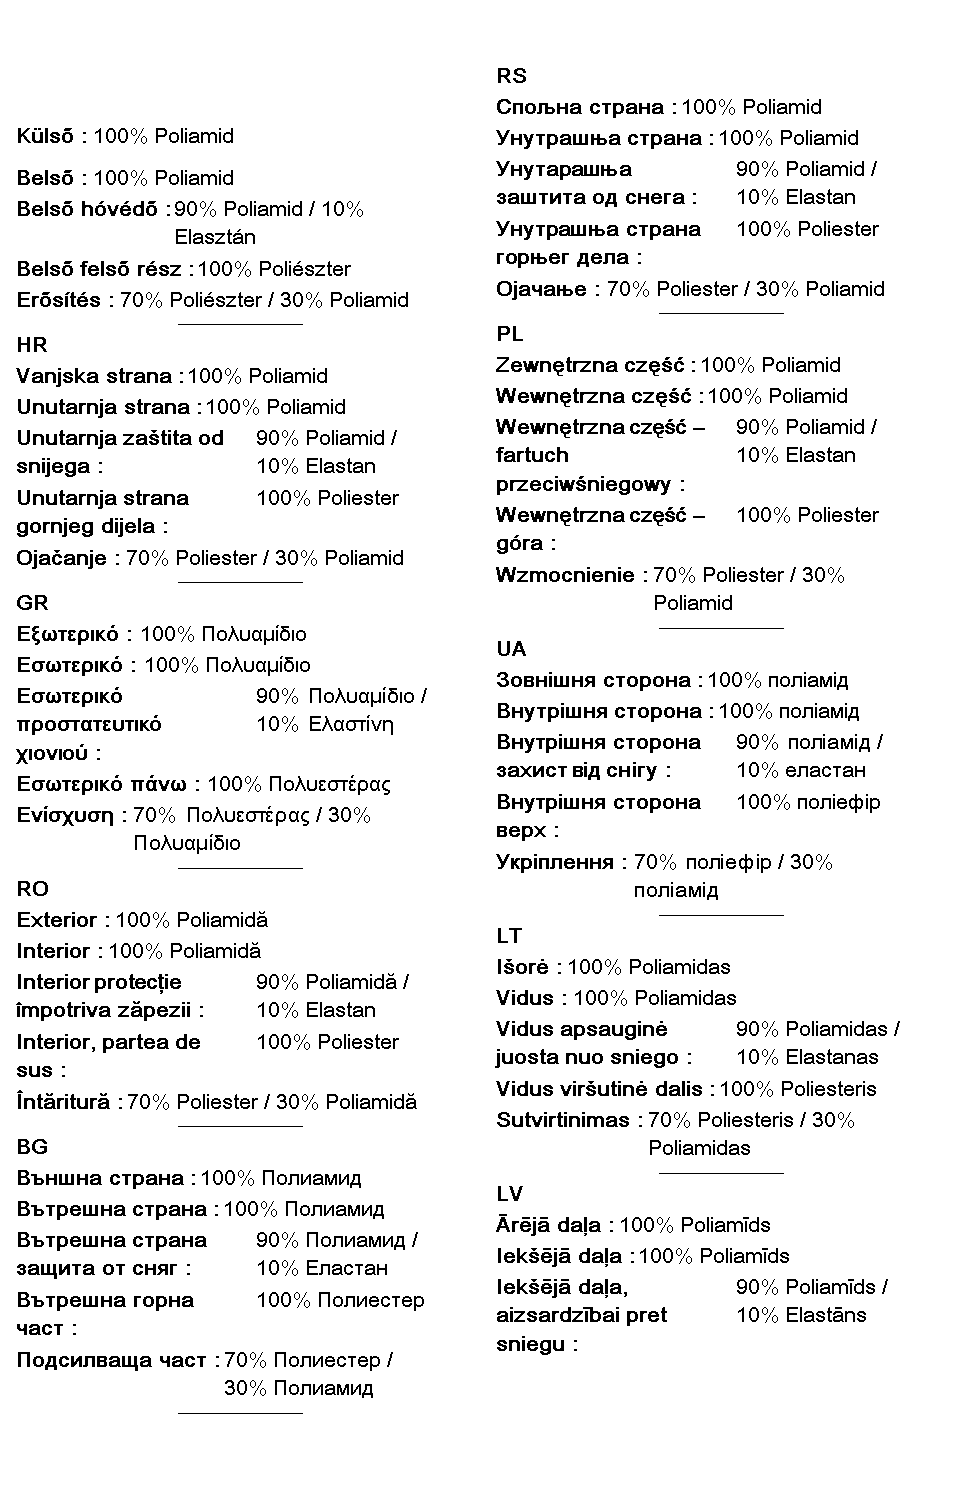 Külső : 100% Poliamid
Belső : 100% Poliamid
Belső hóvédő : 90% Poliamid / 10%
Elasztán
Belső felső rész : 100% Poliészter
Erősítés : 70% Poliészter / 30% Poliamid
HR
Vanjska strana : 100% Poliamid
Unutarnja strana : 100% Poliamid
Unutarnja zaštita od 90% Poliamid /
snijega : 10% Elastan
Unutarnja strana 100% Poliester
gornjeg dijela :
Ojačanje : 70% Poliester / 30% Poliamid
GR
Εξωτερικό : 100% Πολυαμίδιο
Εσωτερικό : 100% Πολυαμίδιο
Εσωτερικό 90% Πολυαμίδιο /
προστατευτικό 10% Ελαστίνη
χιονιού :
Εσωτερικό πάνω : 100% Πολυεστέρας
Ενίσχυση : 70% Πολυεστέρας / 30%
Πολυαμίδιο
RO
Exterior : 100% Poliamidă
Interior : 100% Poliamidă
Interior protecție 90% Poliamidă /
împotriva zăpezii : 10% Elastan
Interior, partea de 100% Poliester
sus :
Întăritură : 70% Poliester / 30% Poliamidă
BG
Външна страна : 100% Полиамид
Вътрешна страна : 100% Полиамид
Вътрешна страна 90% Полиамид /
защита от сняг : 10% Еластан
Вътрешна горна 100% Полиестер
част :
Подсилваща част : 70% Полиестер /
30% Полиамид
RS
Спољна страна : 100% Poliamid
Унутрашња страна : 100% Poliamid
Унутарашња 90% Poliamid /
заштита од снега : 10% Elastan
Унутрашња страна 100% Poliester
горњег дела :
Ојачање : 70% Poliester / 30% Poliamid
PL
Zewnętrzna część : 100% Poliamid
Wewnętrzna część : 100% Poliamid
Wewnętrzna część – 90% Poliamid /
fartuch 10% Elastan
przeciwśniegowy :
Wewnętrzna część – 100% Poliester
góra :
Wzmocnienie : 70% Poliester / 30%
Poliamid
UA
Зовнішня сторона : 100% поліамід
Внутрішня сторона : 100% поліамід
Внутрішня сторона 90% поліамід /
захист від снігу : 10% еластан
Внутрішня сторона 100% поліефір
верх :
Укріплення : 70% поліефір / 30%
поліамід
LT
Išorė : 100% Poliamidas
Vidus : 100% Poliamidas
Vidus apsauginė 90% Poliamidas /
juosta nuo sniego : 10% Elastanas
Vidus viršutinė dalis : 100% Poliesteris
Sutvirtinimas : 70% Poliesteris / 30%
Poliamidas
LV
Ārējā daļa : 100% Poliamīds
Iekšējā daļa : 100% Poliamīds
Iekšējā daļa, 90% Poliamīds /
aizsardzībai pret 10% Elastāns
sniegu :